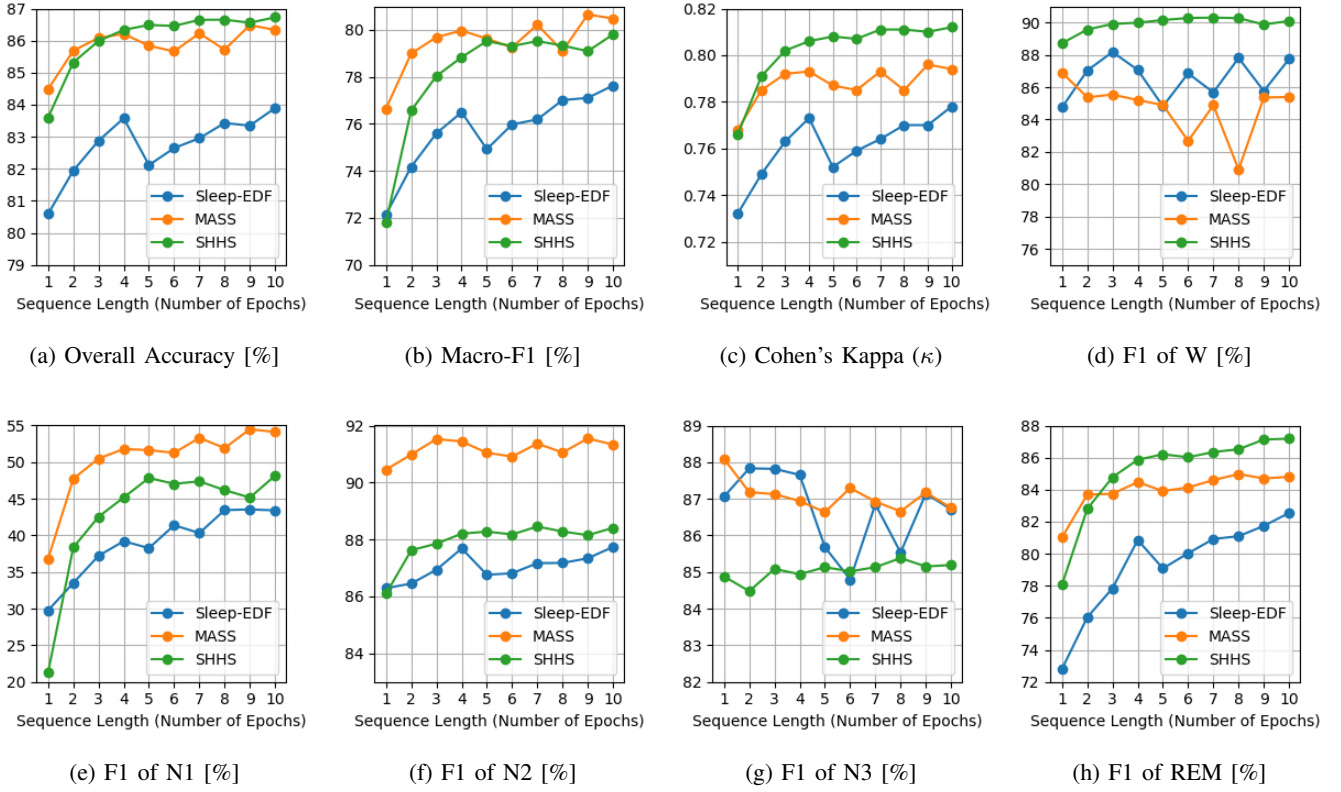 87
86
85
84
83
82
81
80
79
Sleep-EDF
MASS
SHHS
1 2 3 4 5 6 7 8 9 10
Sequence Length (Number of Epochs)
(a) Overall Accuracy [%]
80
78
76
74
72
70
Sleep-EDF
MASS
SHHS
1 2 3 4 5 6 7 8 9 10
Sequence Length (Number of Epochs)
(b) Macro-F1 [%]
0.82
0.80
0.78
0.76
0.74
0.72
Sleep-EDF
MASS
SHHS
1 2 3 4 5 6 7 8 9 10
Sequence Length (Number of Epochs)
(c) Cohen's Kappa (κ)
90
88
86
84
82
80
78
76
Sleep-EDF
MASS
SHHS
1 2 3 4 5 6 7 8 9 10
Sequence Length (Number of Epochs)
(d) F1 of W [%]
55
50
45
40
35
30
25
20
Sleep-EDF
MASS
SHHS
1 2 3 4 5 6 7 8 9 10
Sequence Length (Number of Epochs)
(e) F1 of N1 [%]
92
90
88
86
84
Sleep-EDF
MASS
SHHS
1 2 3 4 5 6 7 8 9 10
Sequence Length (Number of Epochs)
(f) F1 of N2 [%]
89
88
87
86
85
84
83
82
Sleep-EDF
MASS
SHHS
1 2 3 4 5 6 7 8 9 10
Sequence Length (Number of Epochs)
(g) F1 of N3 [%]
88
86
84
82
80
78
76
74
72
Sleep-EDF
MASS
SHHS
1 2 3 4 5 6 7 8 9 10
Sequence Length (Number of Epochs)
(h) F1 of REM [%]